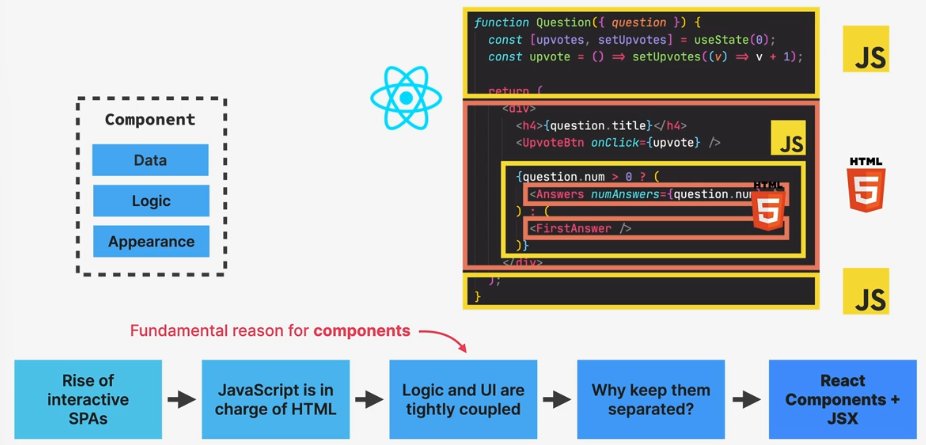 Component
Data
Logic
Appearance
function Question({ question }) {
const [upvotes, setUpvotes] = useState(0);
const upvote = () ⇒ setUpvotes((v) ⇒ v + 1);
return (
<div>
<h4>{question.title}</h4>
<UpvoteBtn onClick={upvote} />
{question.num > 0 ? (
<Answers numAnswers={question.num
) : (
<FirstAnswer />
)}
</div>
);
}
JS
JS
HTML
5
HTML
5
JS
Fundamental reason for components
Rise of
interactive
SPAs
JavaScript is in
charge of HTML
Logic and UI are
tightly coupled
Why keep them
separated?
React
Components +
JSX